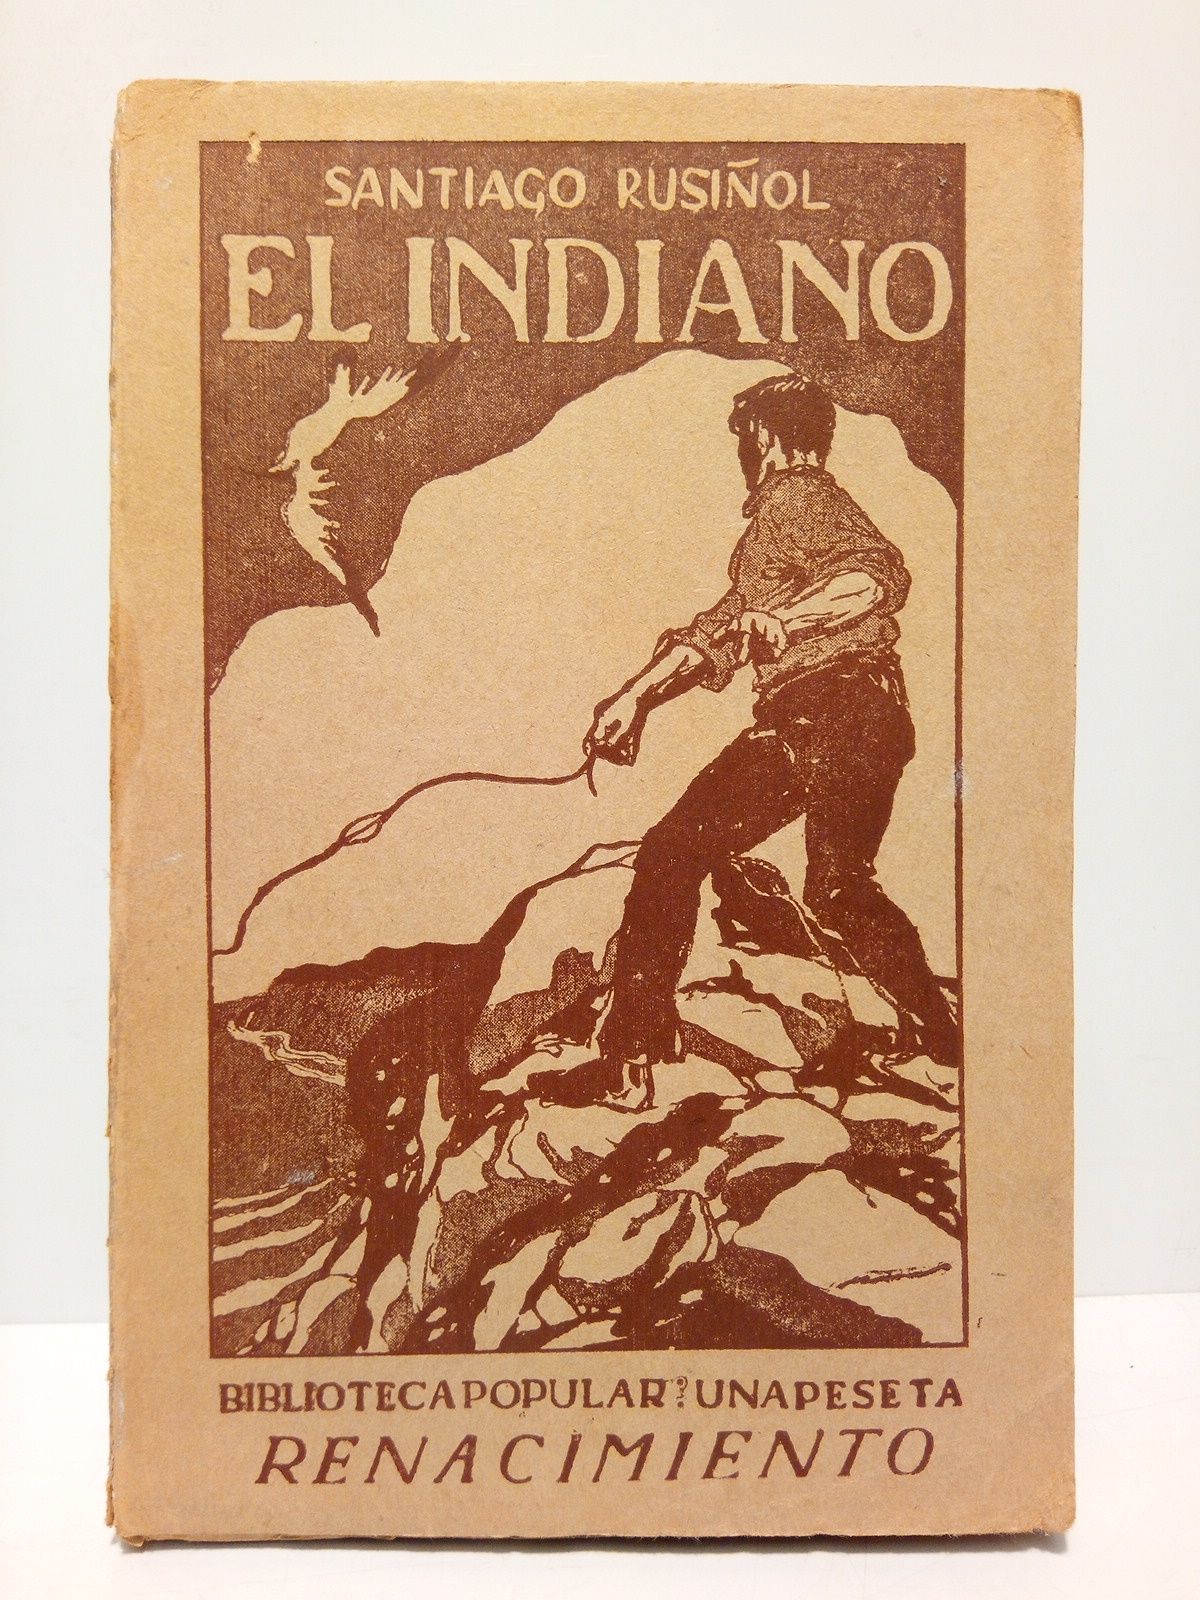 SANTIAGO RUSIÑOL
EL INDIANO
BIBLIOTECA POPULAR UNA PESETA
RENACIMIENTO